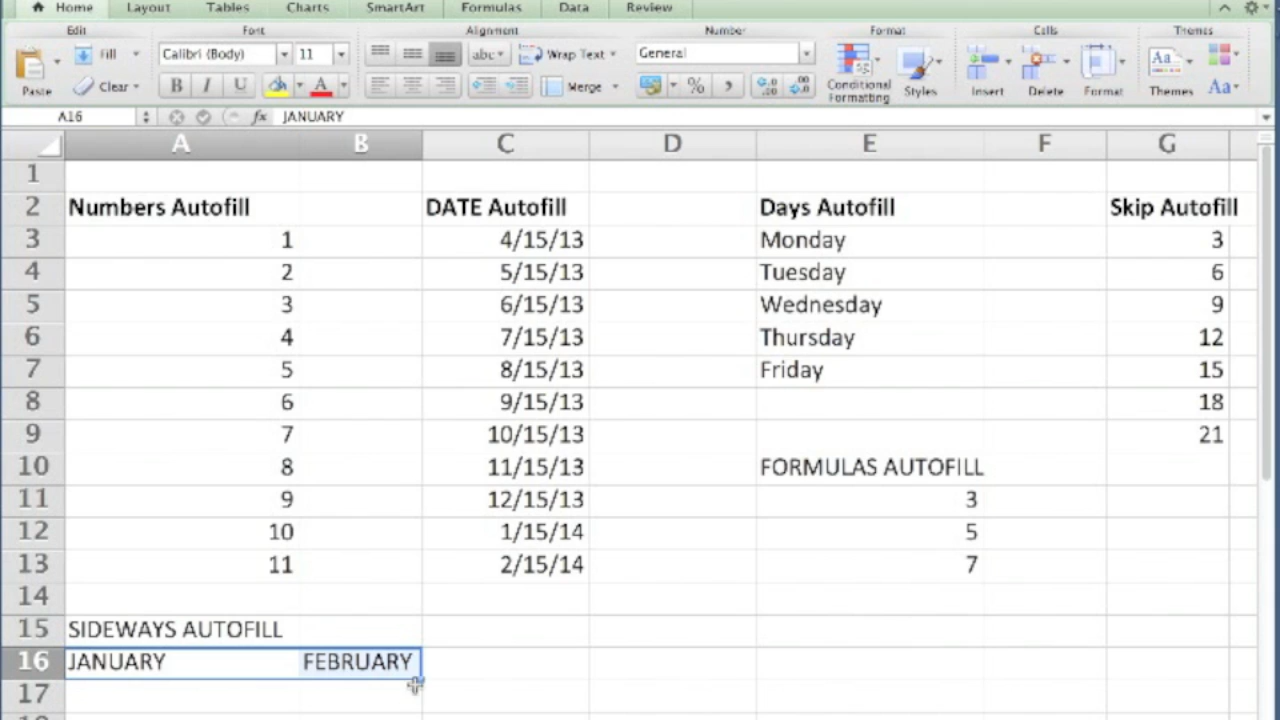 Home Layout Tables Charts SmartArt Formulas Data Review
Edit Font Alignment Number Format Cells Themes
Fill Calibri (Body) 11 abc Wrap Text General
Paste Clear B I U A Merge % , Conditional Formatting Styles Insert Delete Format Themes Aa
A16 fx JANUARY
A B C D E F G
1
2 Numbers Autofill DATE Autofill Days Autofill Skip Autofill
3 1 4/15/13 Monday 3
4 2 5/15/13 Tuesday 6
5 3 6/15/13 Wednesday 9
6 4 7/15/13 Thursday 12
7 5 8/15/13 Friday 15
8 6 9/15/13 18
9 7 10/15/13 21
10 8 11/15/13 FORMULAS AUTOFILL
11 9 12/15/13 3
12 10 1/15/14 5
13 11 2/15/14 7
14
15 SIDEWAYS AUTOFILL
16 JANUARY FEBRUARY
17